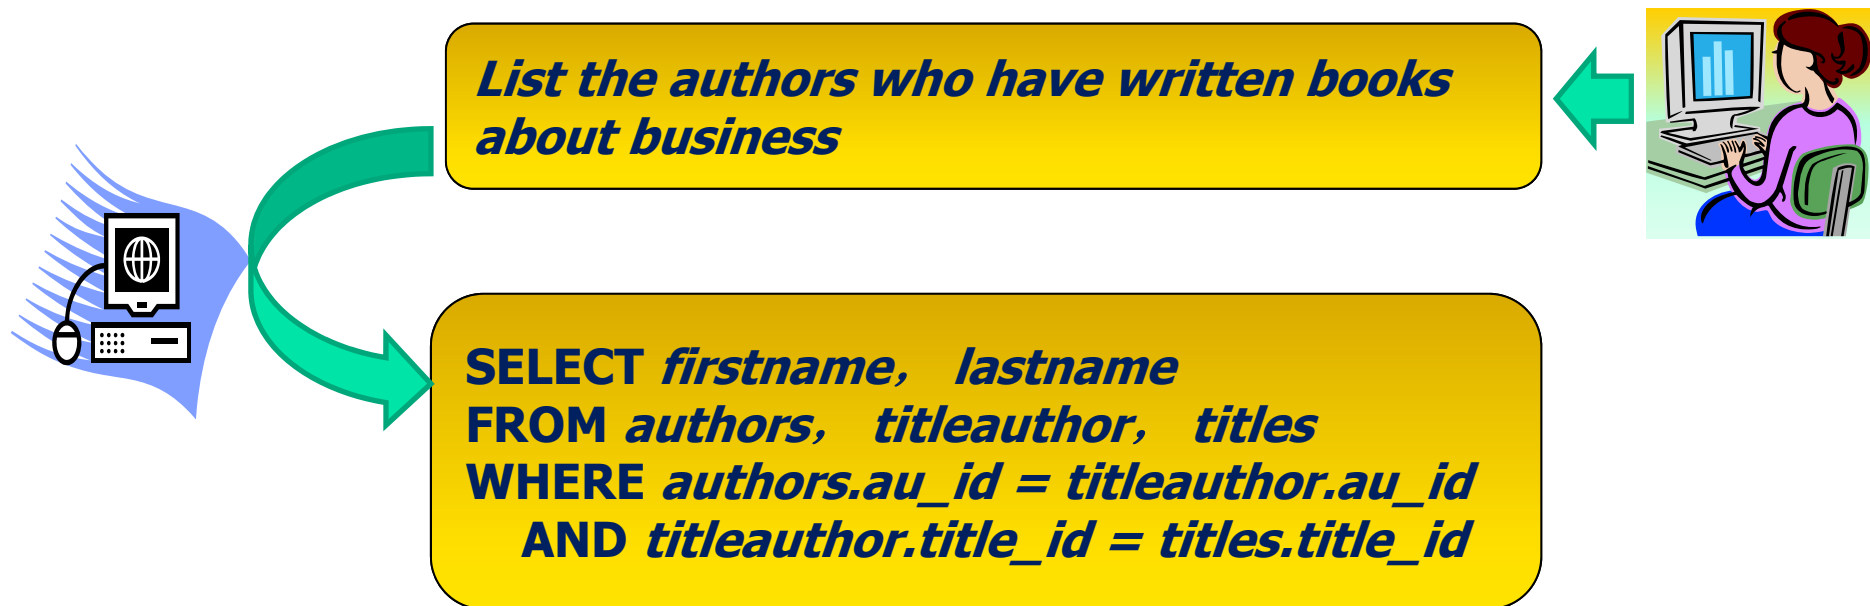 List the authors who have written books
about business
SELECT firstname, lastname
FROM authors, titleauthor, titles
WHERE authors.au_id = titleauthor.au_id
AND titleauthor.title_id = titles.title_id